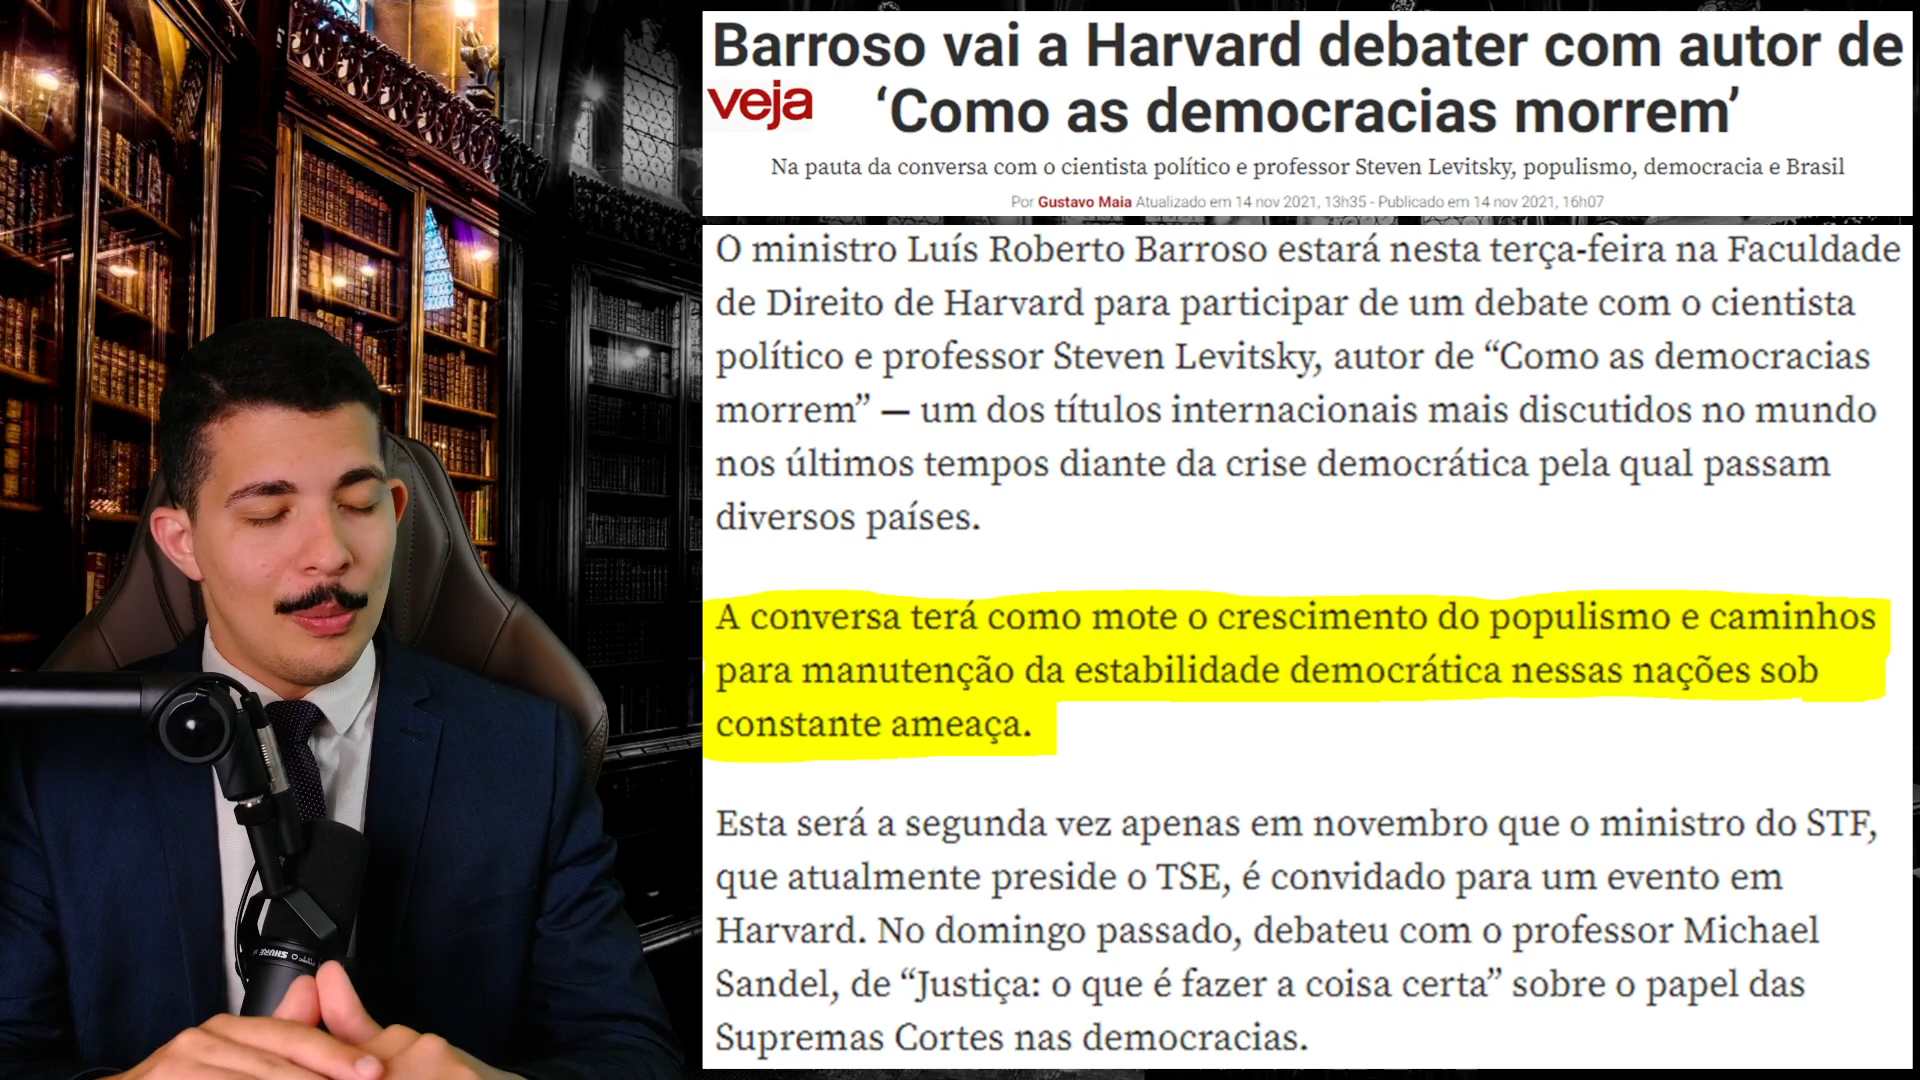 Barroso vai a Harvard debater com autor de
veja
‘Como as democracias morrem’
Na pauta da conversa com o cientista político e professor Steven Levitsky, populismo, democracia e Brasil
Por Gustavo Maia Atualizado em 14 nov 2021, 13h35 - Publicado em 14 nov 2021, 16h07
O ministro Luís Roberto Barroso estará nesta terça-feira na Faculdade
de Direito de Harvard para participar de um debate com o cientista
político e professor Steven Levitsky, autor de “Como as democracias
morrem” — um dos títulos internacionais mais discutidos no mundo
nos últimos tempos diante da crise democrática pela qual passam
diversos países.
A conversa terá como mote o crescimento do populismo e caminhos
para manutenção da estabilidade democrática nessas nações sob
constante ameaça.
Esta será a segunda vez apenas em novembro que o ministro do STF,
que atualmente preside o TSE, é convidado para um evento em
Harvard. No domingo passado, debateu com o professor Michael
Sandel, de “Justiça: o que é fazer a coisa certa” sobre o papel das
Supremas Cortes nas democracias.
SHURE